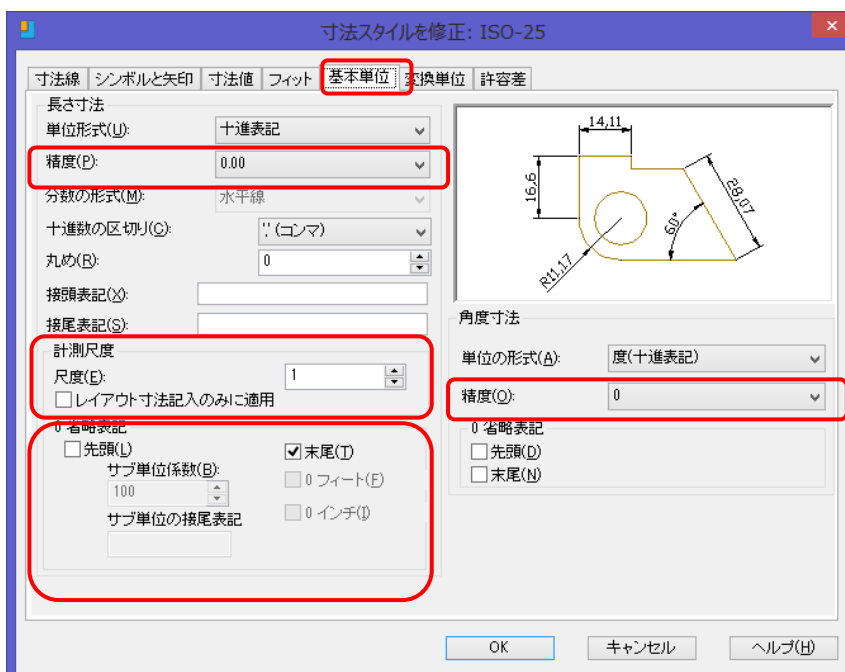 寸法スタイルを修正: ISO-25
寸法線 シンボルと矢印 寸法値 フィット 基本単位 変換単位 許容差
長さ寸法
単位形式(U): 十進表記
精度(P): 0.00
分数の形式(M): 水平線
十進数の区切り(C): ','(コンマ)
丸め(R): 0
接頭表記(X):
接尾表記(S):
計測尺度
尺度(E): 1
レイアウト寸法記入のみに適用
0 省略表記
先頭(L) 末尾(T)
サブ単位係数(B): 0 フィート(F)
100
サブ単位の接尾表記 0 インチ(I)
14,11
16,6
28,07
60°
R11,17
角度寸法
単位の形式(A): 度(十進表記)
精度(O): 0
0 省略表記
先頭(D)
末尾(N)
OK キャンセル ヘルプ(H)